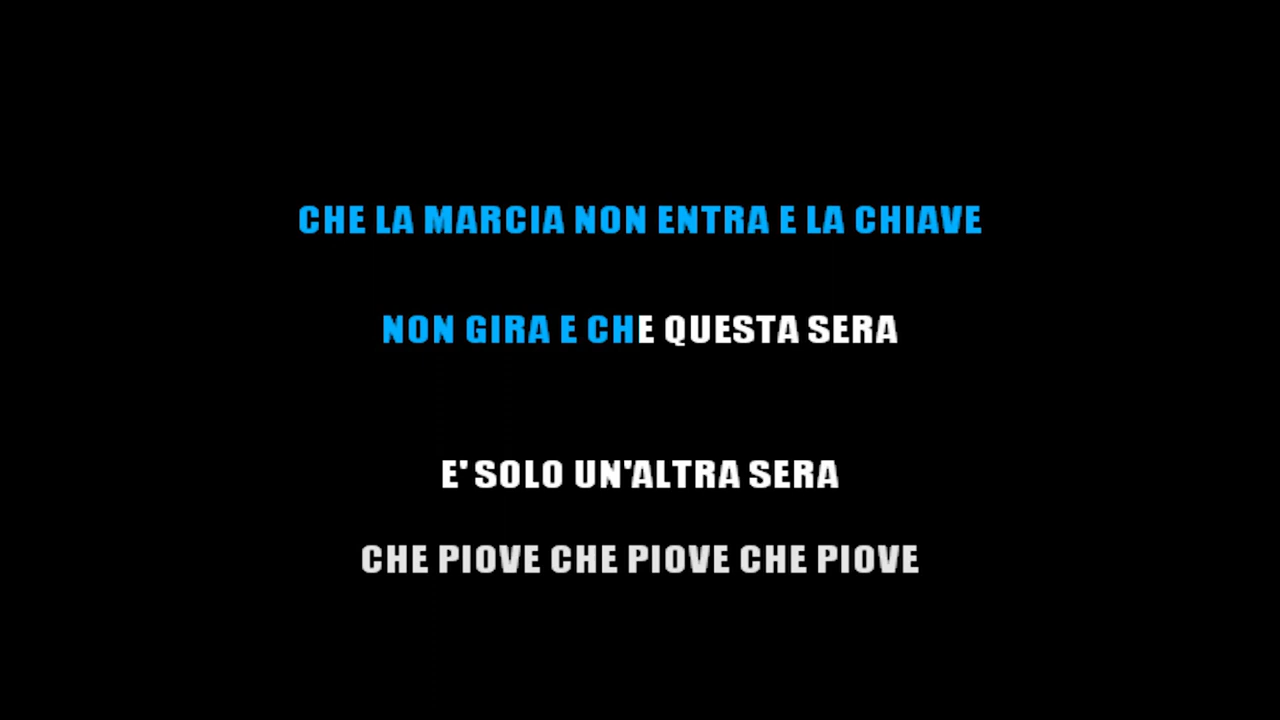 CHE LA MARCIA NON ENTRA E LA CHIAVE
NON GIRA E CHE QUESTA SERA
E' SOLO UN'ALTRA SERA
CHE PIOVE CHE PIOVE CHE PIOVE